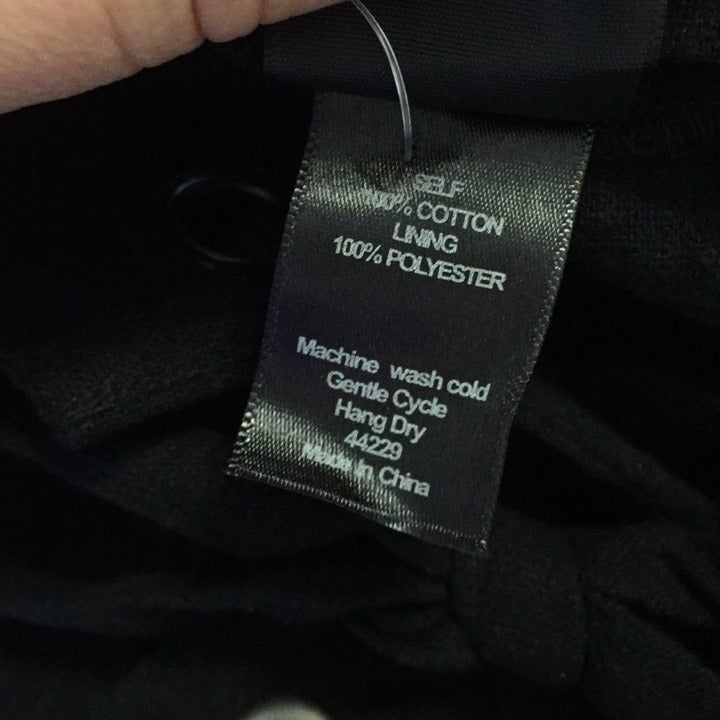 SELF
100% COTTON
LINING
100% POLYESTER
Machine wash cold
Gentle Cycle
Hang Dry
44229
Made In China